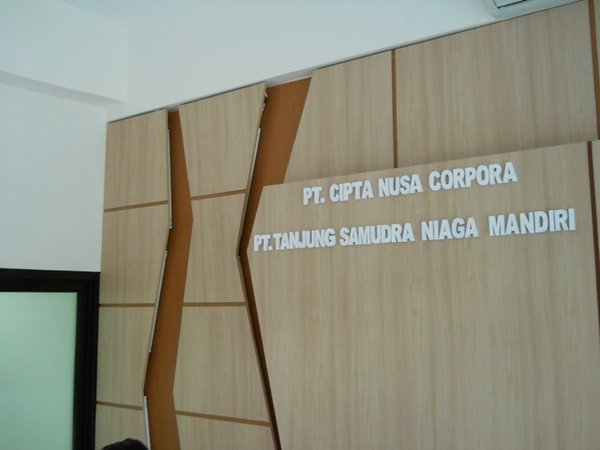 PT. CIPTA NUSA CORPORA
PT. TANJUNG SAMUDRA NIAGA MANDIRI